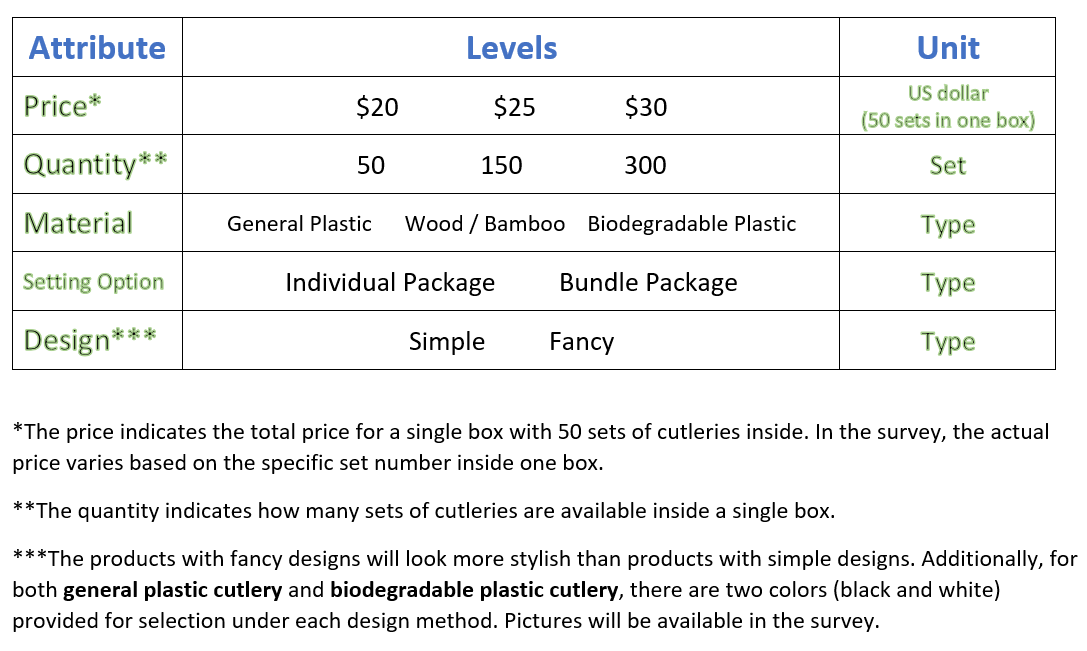 Attribute Levels Unit
Price* $20 $25 $30 US dollar
(50 sets in one box)
Quantity** 50 150 300 Set
Material General Plastic Wood / Bamboo Biodegradable Plastic Type
Setting Option Individual Package Bundle Package Type
Design*** Simple Fancy Type
*The price indicates the total price for a single box with 50 sets of cutleries inside. In the survey, the actual
price varies based on the specific set number inside one box.
**The quantity indicates how many sets of cutleries are available inside a single box.
***The products with fancy designs will look more stylish than products with simple designs. Additionally, for
both general plastic cutlery and biodegradable plastic cutlery, there are two colors (black and white)
provided for selection under each design method. Pictures will be available in the survey.